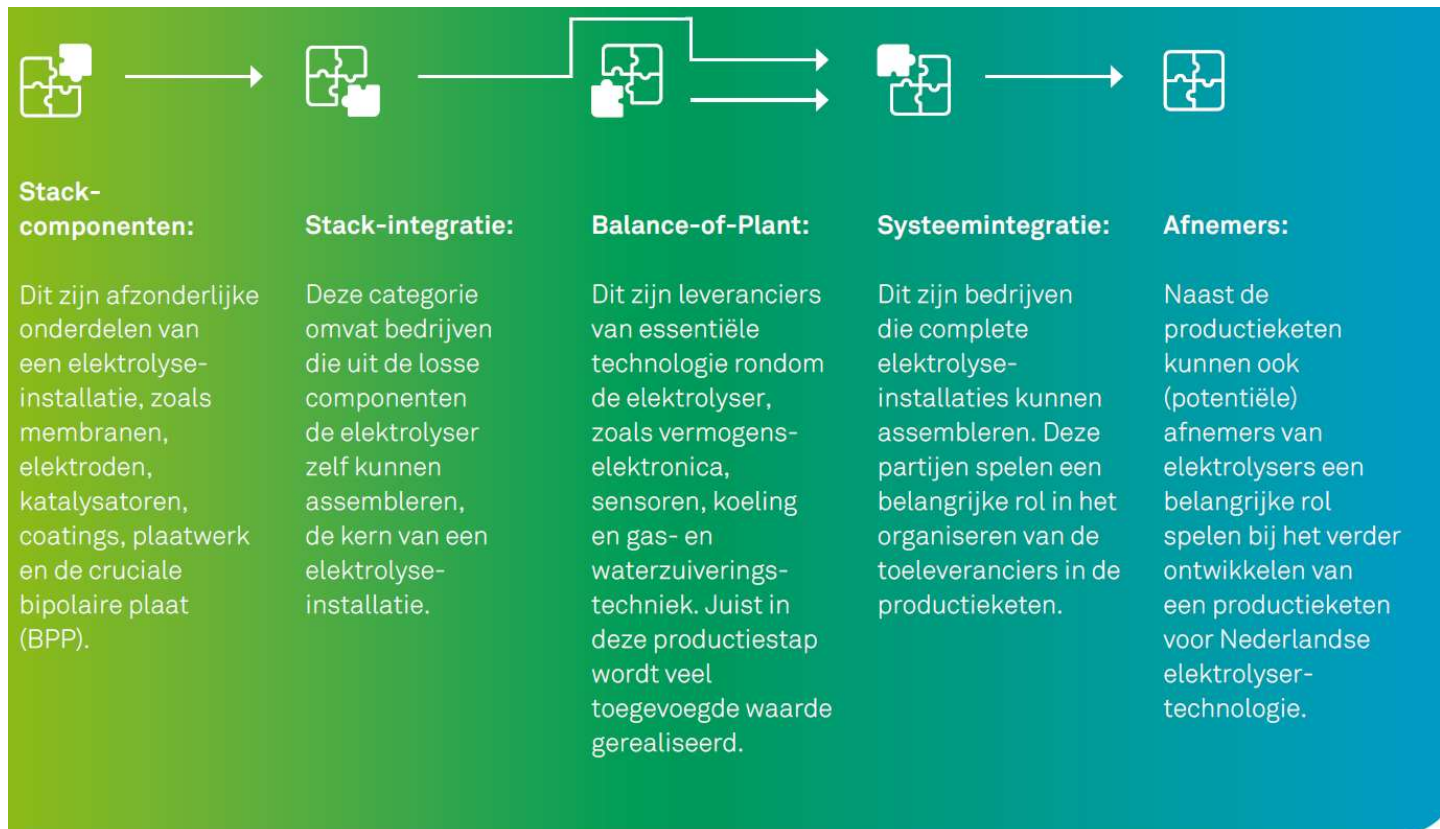 Stack-
componenten:
Dit zijn afzonderlijke
onderdelen van
een elektrolyse-
installatie, zoals
membranen,
elektroden,
katalysatoren,
coatings, plaatwerk
en de cruciale
bipolaire plaat
(BPP).
Stack-integratie:
Deze categorie
omvat bedrijven
die uit de losse
componenten
de elektrolyser
zelf kunnen
assembleren,
de kern van een
elektrolyse-
installatie.
Balance-of-Plant:
Dit zijn leveranciers
van essentiële
technologie rondom
de elektrolyser,
zoals vermogens-
elektronica,
sensoren, koeling
en gas- en
waterzuiverings-
techniek. Juist in
deze productiestap
wordt veel
toegevoegde waarde
gerealiseerd.
Systeemintegratie:
Dit zijn bedrijven
die complete
elektrolyse-
installaties kunnen
assembleren. Deze
partijen spelen een
belangrijke rol in het
organiseren van de
toeleveranciers in de
productieketen.
Afnemers:
Naast de
productieketen
kunnen ook
(potentiële)
afnemers van
elektrolysers een
belangrijke rol
spelen bij het verder
ontwikkelen van
een productieketen
voor Nederlandse
elektrolyser-
technologie.